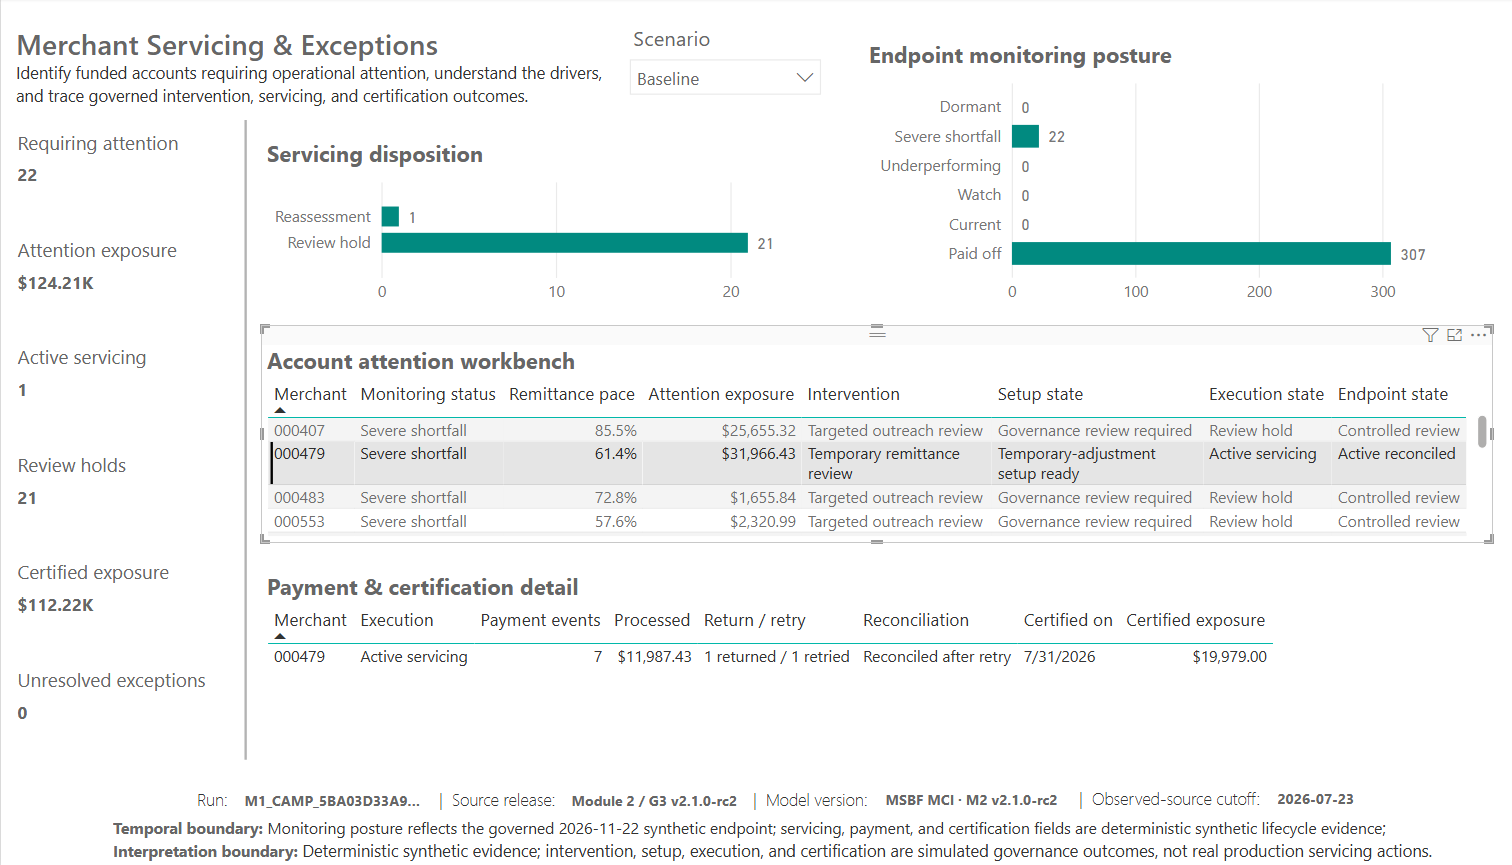 Merchant Servicing & Exceptions
Identify funded accounts requiring operational attention, understand the drivers,
and trace governed intervention, servicing, and certification outcomes.
Scenario
Baseline
Requiring attention
22
Attention exposure
$124.21K
Active servicing
1
Review holds
21
Certified exposure
$112.22K
Unresolved exceptions
0
Servicing disposition
Reassessment 1
Review hold 21
0 10 20
Endpoint monitoring posture
Dormant 0
Severe shortfall 22
Underperforming 0
Watch 0
Current 0
Paid off 307
0 100 200 300
Account attention workbench
Merchant Monitoring status Remittance pace Attention exposure Intervention Setup state Execution state Endpoint state
000407 Severe shortfall 85.5% $25,655.32 Targeted outreach review Governance review required Review hold Controlled review
000479 Severe shortfall 61.4% $31,966.43 Temporary remittance Temporary-adjustment Active servicing Active reconciled
review setup ready
000483 Severe shortfall 72.8% $1,655.84 Targeted outreach review Governance review required Review hold Controlled review
000553 Severe shortfall 57.6% $2,320.99 Targeted outreach review Governance review required Review hold Controlled review
Payment & certification detail
Merchant Execution Payment events Processed Return / retry Reconciliation Certified on Certified exposure
000479 Active servicing 7 $11,987.43 1 returned / 1 retried Reconciled after retry 7/31/2026 $19,979.00
Run: M1_CAMP_5BA03D33A9... | Source release: Module 2 / G3 v2.1.0-rc2 | Model version: MSBF MCI · M2 v2.1.0-rc2 | Observed-source cutoff: 2026-07-23
Temporal boundary: Monitoring posture reflects the governed 2026-11-22 synthetic endpoint; servicing, payment, and certification fields are deterministic synthetic lifecycle evidence;
Interpretation boundary: Deterministic synthetic evidence; intervention, setup, execution, and certification are simulated governance outcomes, not real production servicing actions.